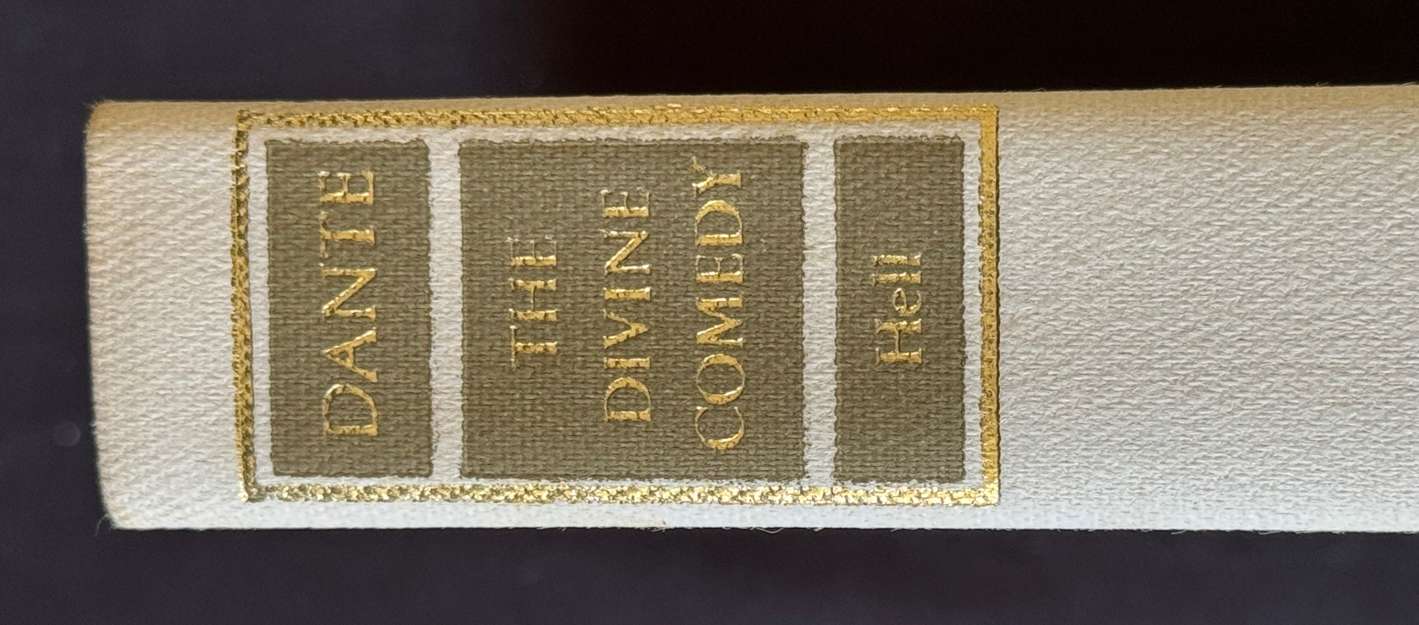 DANTE
THE
DIVINE
COMEDY
Hell